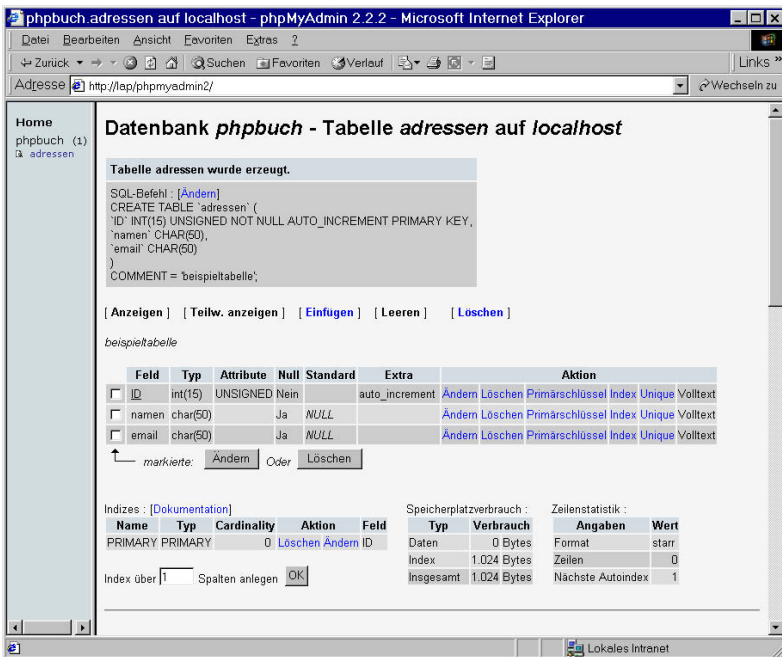 phpbuch.adressen auf localhost - phpMyAdmin 2.2.2 - Microsoft Internet Explorer
Datei Bearbeiten Ansicht Favoriten Extras ?
Zurück Suchen Favoriten Verlauf Links »
Adresse http://lap/phpmyadmin2/ Wechseln zu
Home
phpbuch (1)
adressen
Datenbank phpbuch - Tabelle adressen auf localhost
Tabelle adressen wurde erzeugt.
SQL-Befehl : [Ändern]
CREATE TABLE `adressen` (
`ID` INT(15) UNSIGNED NOT NULL AUTO_INCREMENT PRIMARY KEY,
`namen` CHAR(50),
`email` CHAR(50)
)
COMMENT = 'beispieltabelle';
[ Anzeigen ] [ Teilw. anzeigen ] [ Einfügen ] [ Leeren ] [ Löschen ]
beispieltabelle
Feld Typ Attribute Null Standard Extra Aktion
ID int(15) UNSIGNED Nein auto_increment Ändern Löschen Primärschlüssel Index Unique Volltext
namen char(50) Ja NULL Ändern Löschen Primärschlüssel Index Unique Volltext
email char(50) Ja NULL Ändern Löschen Primärschlüssel Index Unique Volltext
markierte: Ändern Oder Löschen
Indizes : [Dokumentation]
Name Typ Cardinality Aktion Feld
PRIMARY PRIMARY 0 Löschen Ändern ID
Index über 1 Spalten anlegen OK
Speicherplatzverbrauch :
Typ Verbrauch
Daten 0 Bytes
Index 1.024 Bytes
Insgesamt 1.024 Bytes
Zeilenstatistik :
Angaben Wert
Format starr
Zeilen 0
Nächste Autoindex 1
Lokales Intranet